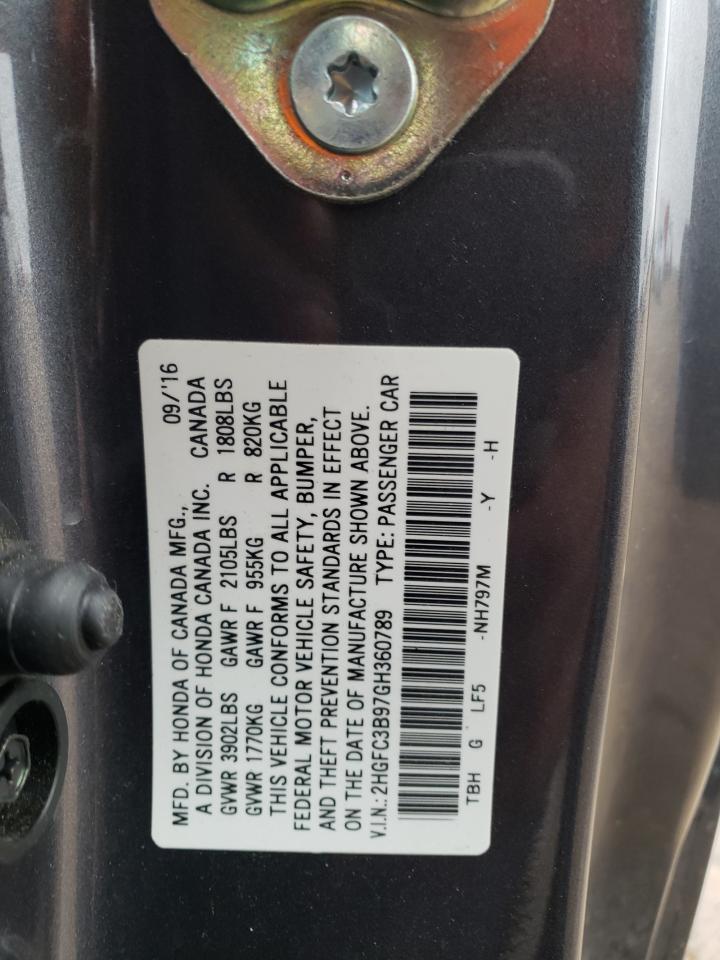 MFD. BY HONDA OF CANADA MFG., 09/'16
A DIVISION OF HONDA CANADA INC. CANADA
GVWR 3902LBS GAWR F 2105LBS R 1808LBS
GVWR 1770KG GAWR F 955KG R 820KG
THIS VEHICLE CONFORMS TO ALL APPLICABLE
FEDERAL MOTOR VEHICLE SAFETY, BUMPER,
AND THEFT PREVENTION STANDARDS IN EFFECT
ON THE DATE OF MANUFACTURE SHOWN ABOVE.
V.I.N.: 2HGFC3B97GH360789 TYPE: PASSENGER CAR
TBH G LF5 -NH797M -Y -H